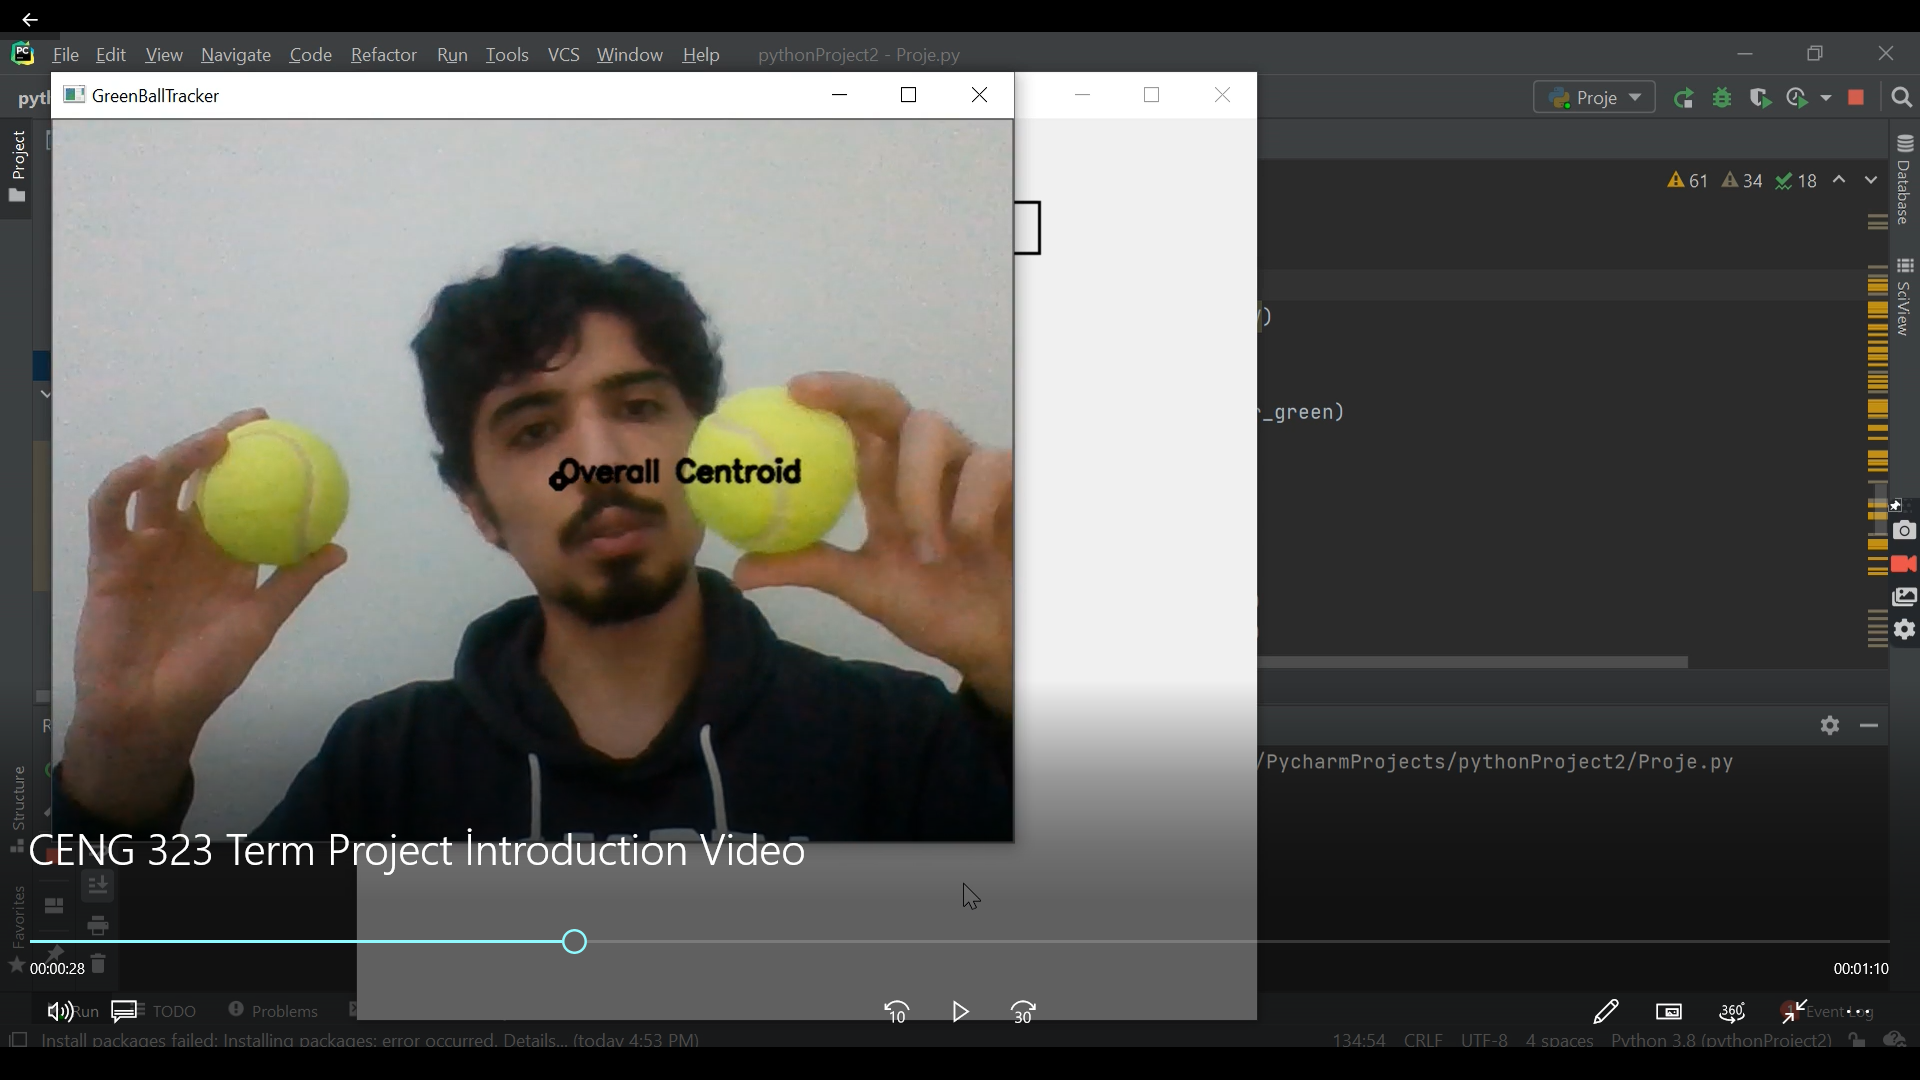 File Edit View Navigate Code Refactor Run Tools VCS Window Help pythonProject2 - Proje.py
GreenBallTracker
Proje
Project
61 34 18
Database
SciView
)
_green)
Overall Centroid
/PycharmProjects/pythonProject2/Proje.py
Structure
CENG 323 Term Project İntroduction Video
Favorites
00:00:28
00:01:10
Run TODO Problems
10 30 360°
Event Log
Install packages failed: Installing packages: error occurred. Details... (today 4:53 PM)
134:54 CRLF UTF-8 4 spaces Python 3.8 (pythonProject2)